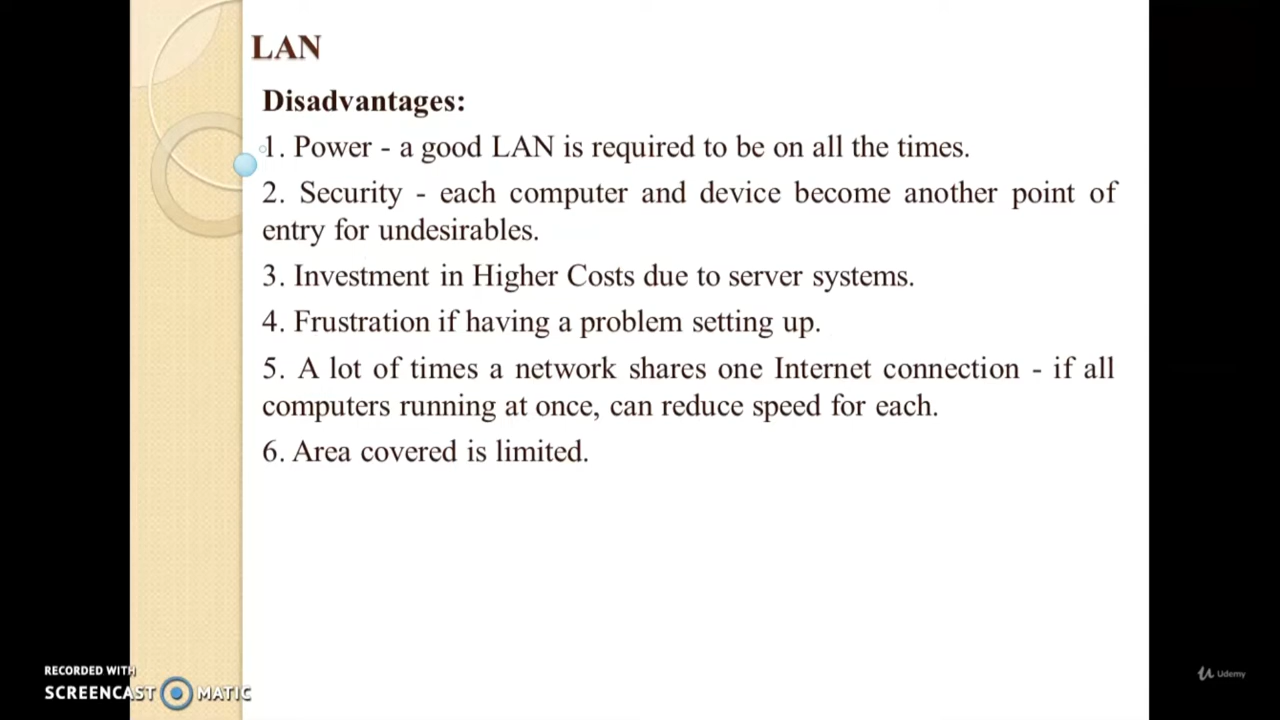 LAN
Disadvantages:
1. Power - a good LAN is required to be on all the times.
2. Security - each computer and device become another point of
entry for undesirables.
3. Investment in Higher Costs due to server systems.
4. Frustration if having a problem setting up.
5. A lot of times a network shares one Internet connection - if all
computers running at once, can reduce speed for each.
6. Area covered is limited.
RECORDED WITH
SCREENCAST MATIC
Udemy